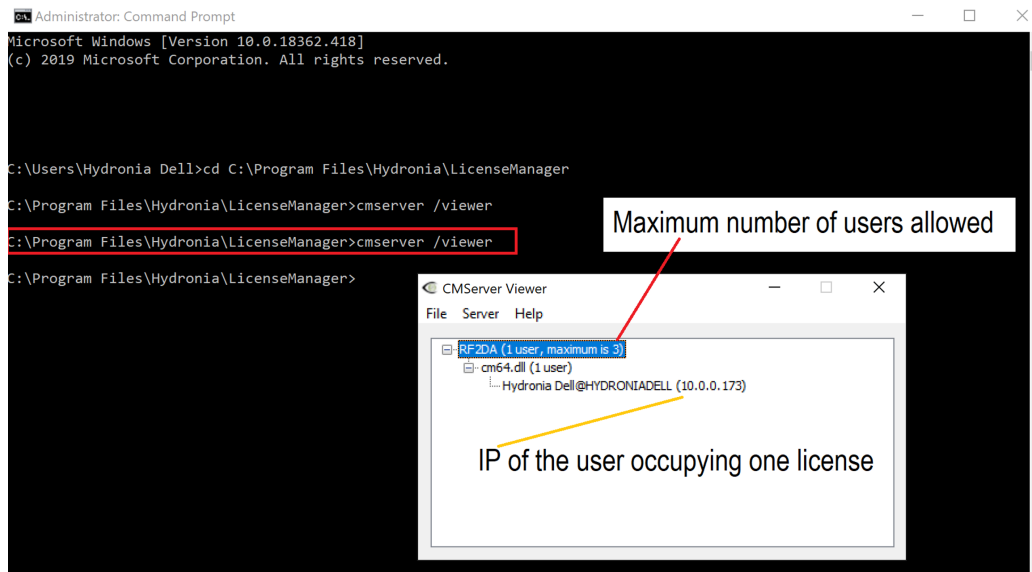 Administrator: Command Prompt
Microsoft Windows [Version 10.0.18362.418]
(c) 2019 Microsoft Corporation. All rights reserved.
C:\Users\Hydronia Dell>cd C:\Program Files\Hydronia\LicenseManager
C:\Program Files\Hydronia\LicenseManager>cmserver /viewer
C:\Program Files\Hydronia\LicenseManager>cmserver /viewer
C:\Program Files\Hydronia\LicenseManager>
Maximum number of users allowed
CMServer Viewer
File Server Help
RF2DA (1 user, maximum is 3)
cm64.dll (1 user)
Hydronia Dell@HYDRONIADELL (10.0.0.173)
IP of the user occupying one license